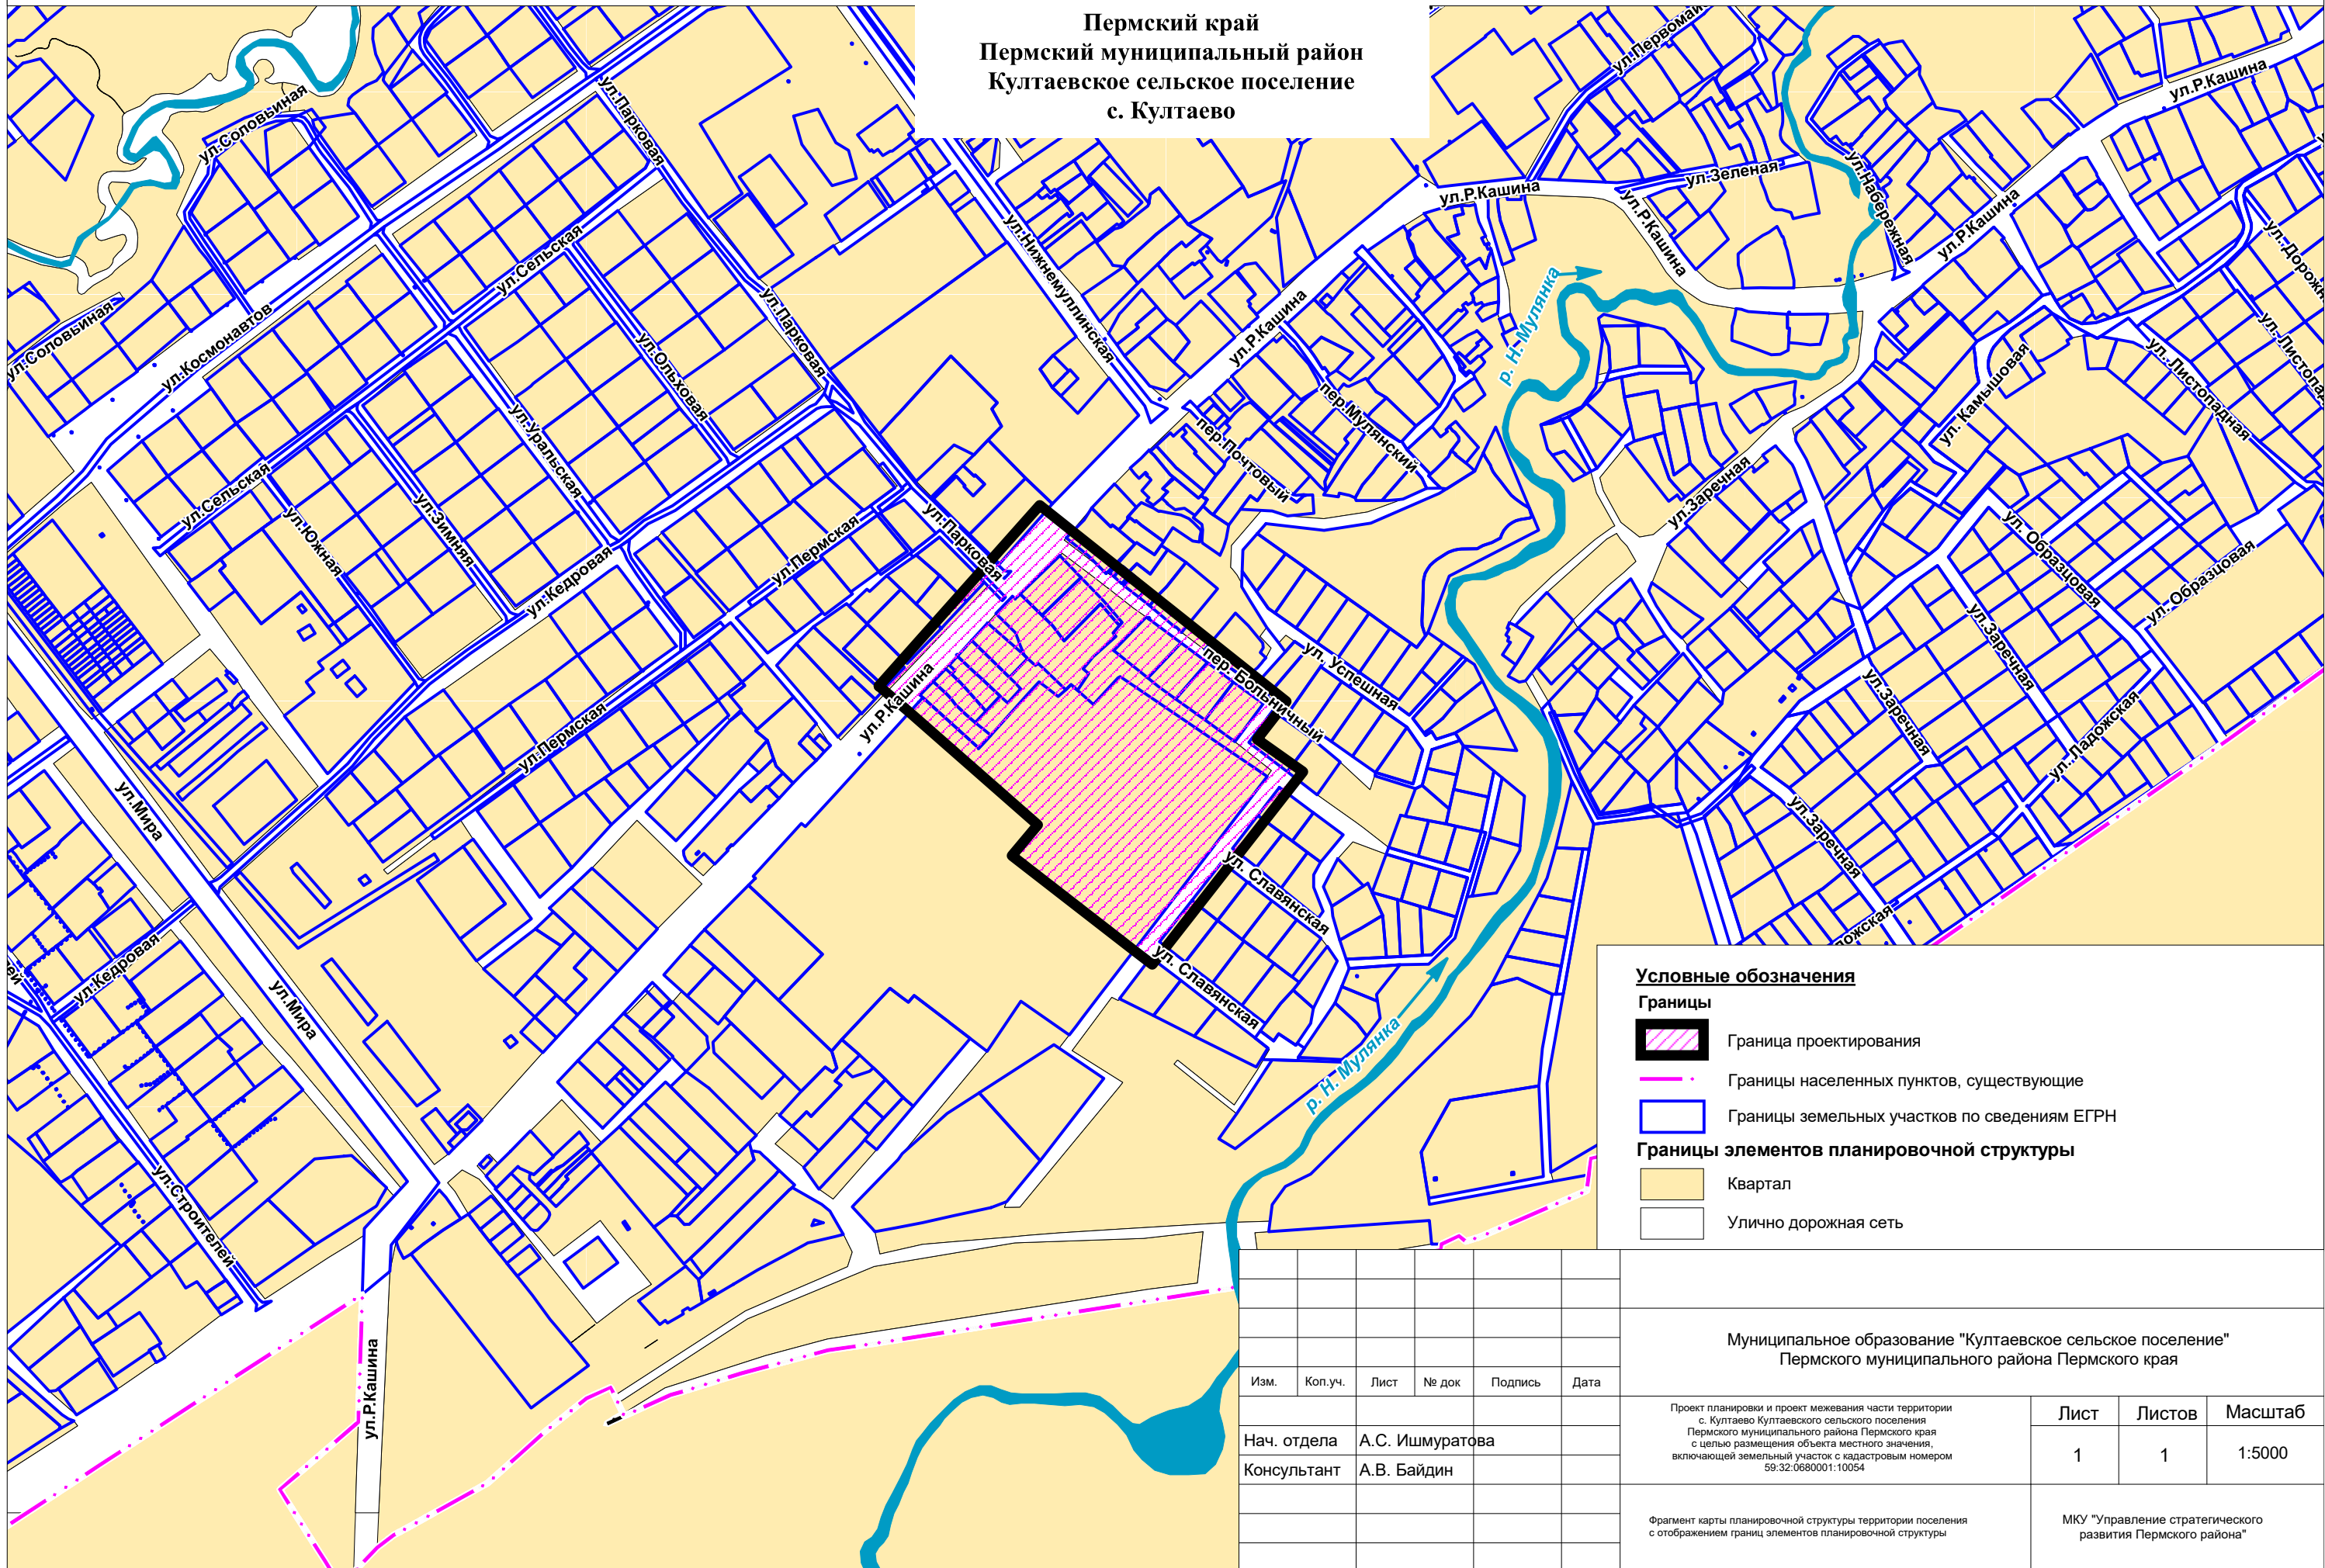 Пермский край
Пермский муниципальный район
Култаевское сельское поселение
с. Култаево
ул.Соловьиная
ул.Парковая
ул.Р.Кашина
ул.Зеленая
ул.Набережная
ул.Р.Кашина
ул.Р.Кашина
ул.Р.Кашина
ул.Сельская
ул.Нижнемуллинская
ул.Соловьиная
ул.Космонавтов
ул.Парковая
ул.Ольховая
ул.Р.Кашина
р. Н. Мулянка
ул. Камышовая
ул. Листопадная
пер.Мулянский
пер.Почтовый
ул.Уральская
ул.Сельская
ул.Южная
ул.Зимняя
ул.Кедровая
ул.Пермская
ул.Парковая
ул.Заречная
ул. Образцовая
ул. Образцовая
ул.Заречная
ул.Заречная
ул. Ладожская
ул.Заречная
ул. Успешная
пер. Больничный
ул.Р.Кашина
ул.Пермская
ул.Мира
ул. Славянская
ул. Славянская
ул.Кедровая
ул.Мира
р. Н. Мулянка
ул.Строителей
ул.Р.Кашина
Условные обозначения
Границы
Граница проектирования
Границы населенных пунктов, существующие
Границы земельных участков по сведениям ЕГРН
Границы элементов планировочной структуры
Квартал
Улично дорожная сеть
Муниципальное образование "Култаевское сельское поселение"
Пермского муниципального района Пермского края
Изм. Коп.уч. Лист № док Подпись Дата
Проект планировки и проект межевания части территории
с. Култаево Култаевского сельского поселения
Пермского муниципального района Пермского края
с целью размещения объекта местного значения,
включающей земельный участок с кадастровым номером
59:32:0680001:10054
Лист Листов Масштаб
1 1 1:5000
Нач. отдела А.С. Ишмуратова
Консультант А.В. Байдин
Фрагмент карты планировочной структуры территории поселения
с отображением границ элементов планировочной структуры
МКУ "Управление стратегического
развития Пермского района"